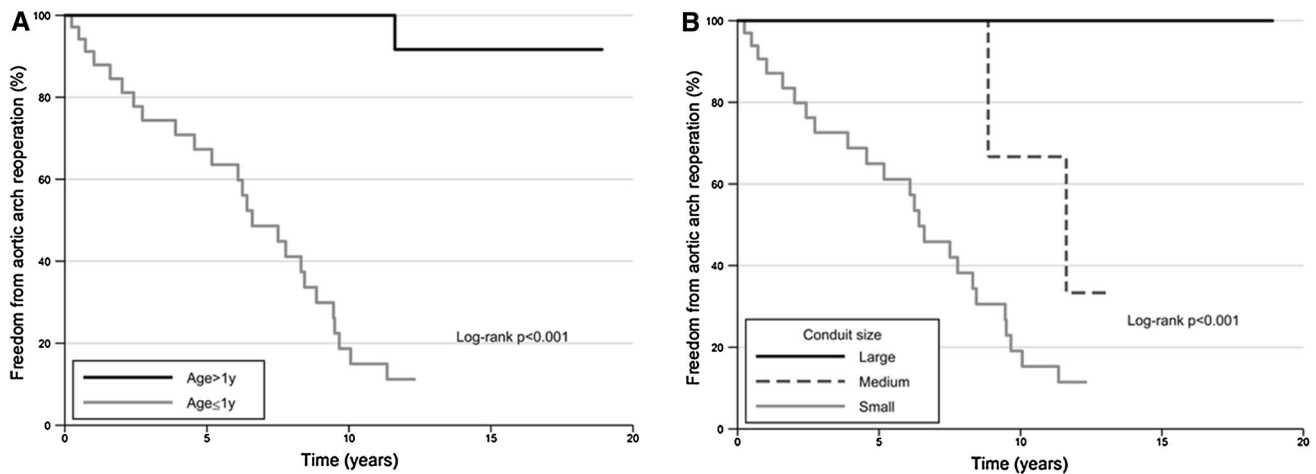 A
Freedom from aortic arch reoperation (%)
100
80
60
40
20
0
Log-rank p<0.001
Age>1y
Age≤1y
0 5 10 15 20
Time (years)
B
Freedom from aortic arch reoperation (%)
100
80
60
40
20
0
Log-rank p<0.001
Conduit size
Large
Medium
Small
0 5 10 15 20
Time (years)